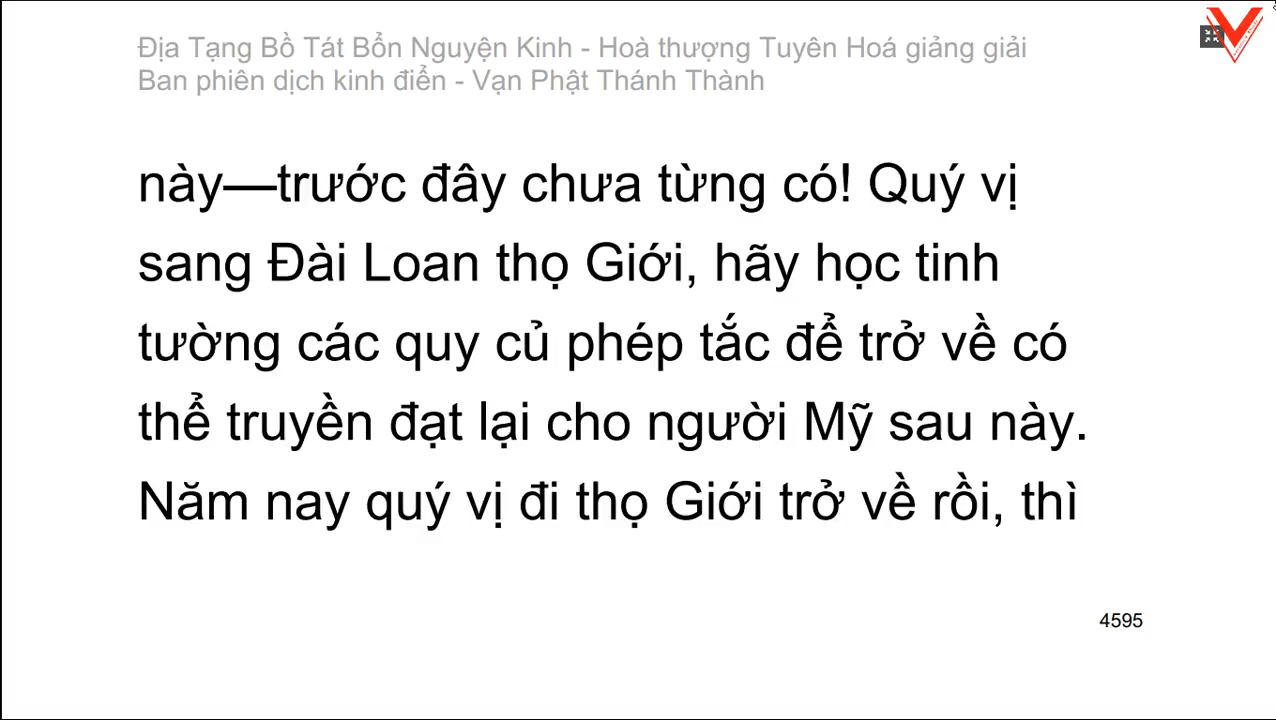 Địa Tạng Bồ Tát Bổn Nguyện Kinh - Hoà thượng Tuyên Hoá giảng giải
Ban phiên dịch kinh điển - Vạn Phật Thánh Thành
này—trước đây chưa từng có! Quý vị
sang Đài Loan thọ Giới, hãy học tinh
tường các quy củ phép tắc để trở về có
thể truyền đạt lại cho người Mỹ sau này.
Năm nay quý vị đi thọ Giới trở về rồi, thì
4595